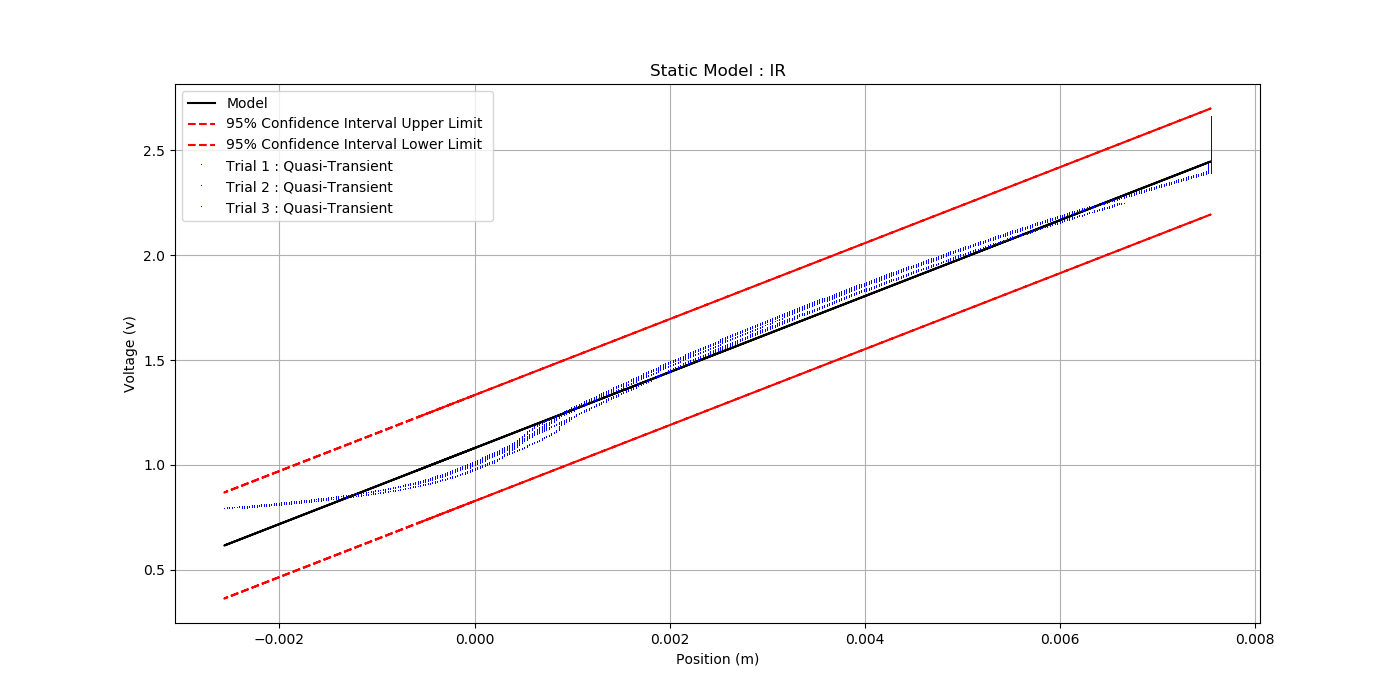 Static Model : IR
Model
95% Confidence Interval Upper Limit
95% Confidence Interval Lower Limit
Trial 1 : Quasi-Transient
Trial 2 : Quasi-Transient
Trial 3 : Quasi-Transient
Voltage (v)
2.5
2.0
1.5
1.0
0.5
−0.002
0.000
0.002
0.004
0.006
0.008
Position (m)